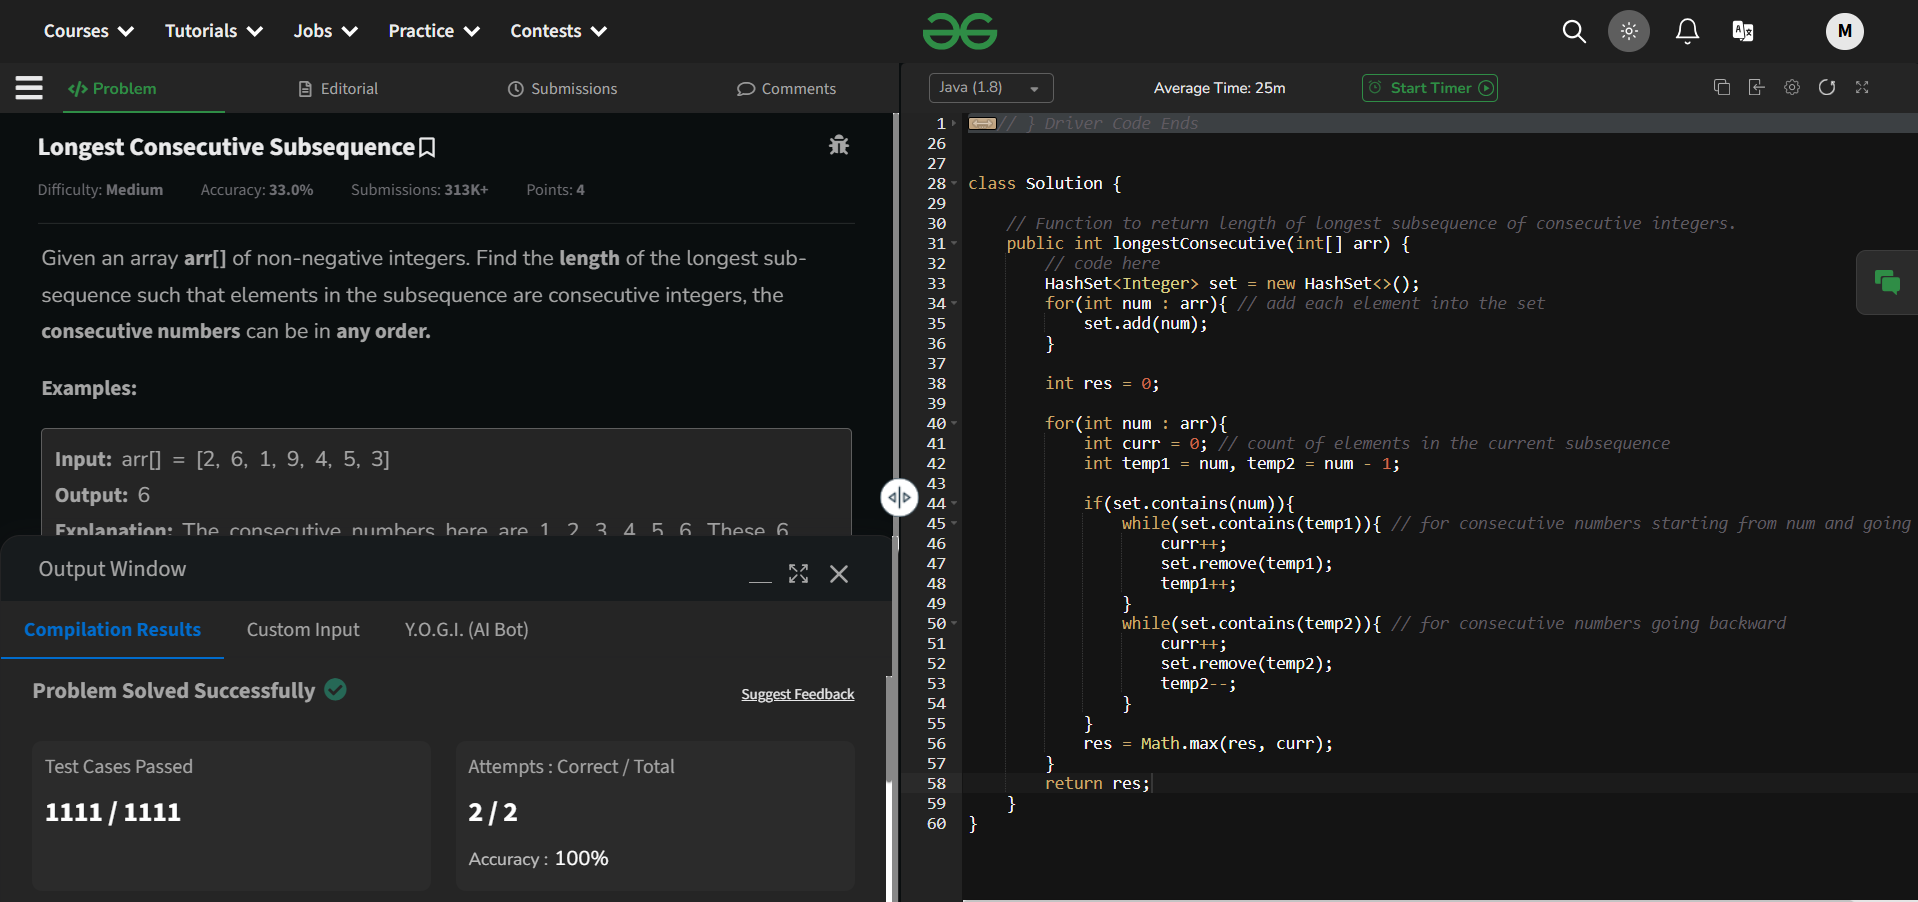 Courses Tutorials Jobs Practice Contests
M
</> Problem Editorial Submissions Comments
Java (1.8) Average Time: 25m Start Timer
Longest Consecutive Subsequence
Difficulty: Medium Accuracy: 33.0% Submissions: 313K+ Points: 4
Given an array arr[] of non-negative integers. Find the length of the longest sub-
sequence such that elements in the subsequence are consecutive integers, the
consecutive numbers can be in any order.
Examples:
Input: arr[] = [2, 6, 1, 9, 4, 5, 3]
Output: 6
Explanation: The consecutive numbers here are 1, 2, 3, 4, 5, 6. These 6
Output Window
Compilation Results Custom Input Y.O.G.I. (AI Bot)
Problem Solved Successfully Suggest Feedback
Test Cases Passed
1111 / 1111
Attempts : Correct / Total
2 / 2
Accuracy : 100%
1 // } Driver Code Ends
26
27
28 class Solution {
29
30 // Function to return length of longest subsequence of consecutive integers.
31 public int longestConsecutive(int[] arr) {
32 // code here
33 HashSet<Integer> set = new HashSet<>();
34 for(int num : arr){ // add each element into the set
35 set.add(num);
36 }
37
38 int res = 0;
39
40 for(int num : arr){
41 int curr = 0; // count of elements in the current subsequence
42 int temp1 = num, temp2 = num - 1;
43
44 if(set.contains(num)){
45 while(set.contains(temp1)){ // for consecutive numbers starting from num and going
46 curr++;
47 set.remove(temp1);
48 temp1++;
49 }
50 while(set.contains(temp2)){ // for consecutive numbers going backward
51 curr++;
52 set.remove(temp2);
53 temp2--;
54 }
55 }
56 res = Math.max(res, curr);
57 }
58 return res;
59 }
60 }